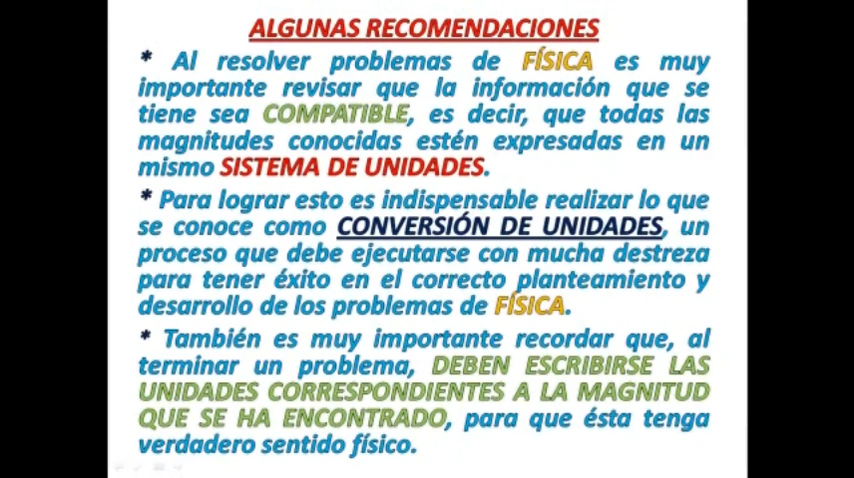 ALGUNAS RECOMENDACIONES
* Al resolver problemas de FÍSICA es muy
importante revisar que la información que se
tiene sea COMPATIBLE, es decir, que todas las
magnitudes conocidas estén expresadas en un
mismo SISTEMA DE UNIDADES.
* Para lograr esto es indispensable realizar lo que
se conoce como CONVERSIÓN DE UNIDADES, un
proceso que debe ejecutarse con mucha destreza
para tener éxito en el correcto planteamiento y
desarrollo de los problemas de FÍSICA.
* También es muy importante recordar que, al
terminar un problema, DEBEN ESCRIBIRSE LAS
UNIDADES CORRESPONDIENTES A LA MAGNITUD
QUE SE HA ENCONTRADO, para que ésta tenga
verdadero sentido físico.